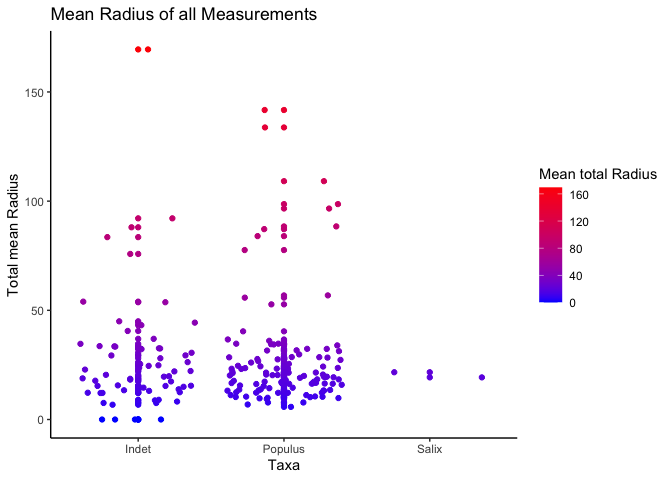 Mean Radius of all Measurements
Total mean Radius
150
100
50
0
Indet
Populus
Salix
Taxa
Mean total Radius
160
120
80
40
0